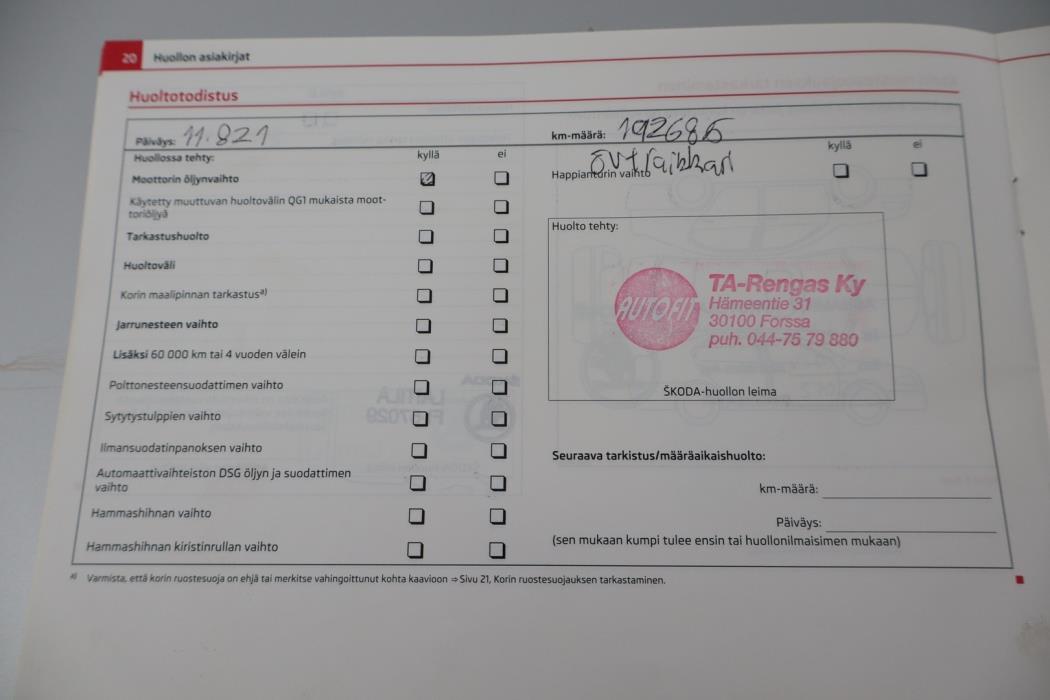 20 Huollon asiakirjat
Huoltotodistus
Päiväys: 11.821
km-määrä: 192686
Huollossa tehty: kyllä ei
kyllä ei
Moottorin öljynvaihto
Happianturin vaihto
Käytetty muuttuvan huoltovälin QG1 mukaista moot-
toriöljyä
Tarkastushuolto
Huoltoväli
Korin maalipinnan tarkastus a)
Jarrunesteen vaihto
Lisäksi 60 000 km tai 4 vuoden välein
Polttonesteensuodattimen vaihto
Sytytystulppien vaihto
Ilmansuodatinpanoksen vaihto
Automaattivaihteiston DSG öljyn ja suodattimen
vaihto
Hammashihnan vaihto
Hammashihnan kiristinrullan vaihto
Huolto tehty:
AUTOFIT
TA-Rengas Ky
Hämeentie 31
30100 Forssa
puh. 044-75 79 880
ŠKODA-huollon leima
Seuraava tarkistus/määräaikaishuolto:
km-määrä:
Päiväys:
(sen mukaan kumpi tulee ensin tai huollonilmaisimen mukaan)
a) Varmista, että korin ruostesuoja on ehjä tai merkitse vahingoittunut kohta kaavioon ⇒ Sivu 21, Korin ruostesuojauksen tarkastaminen.